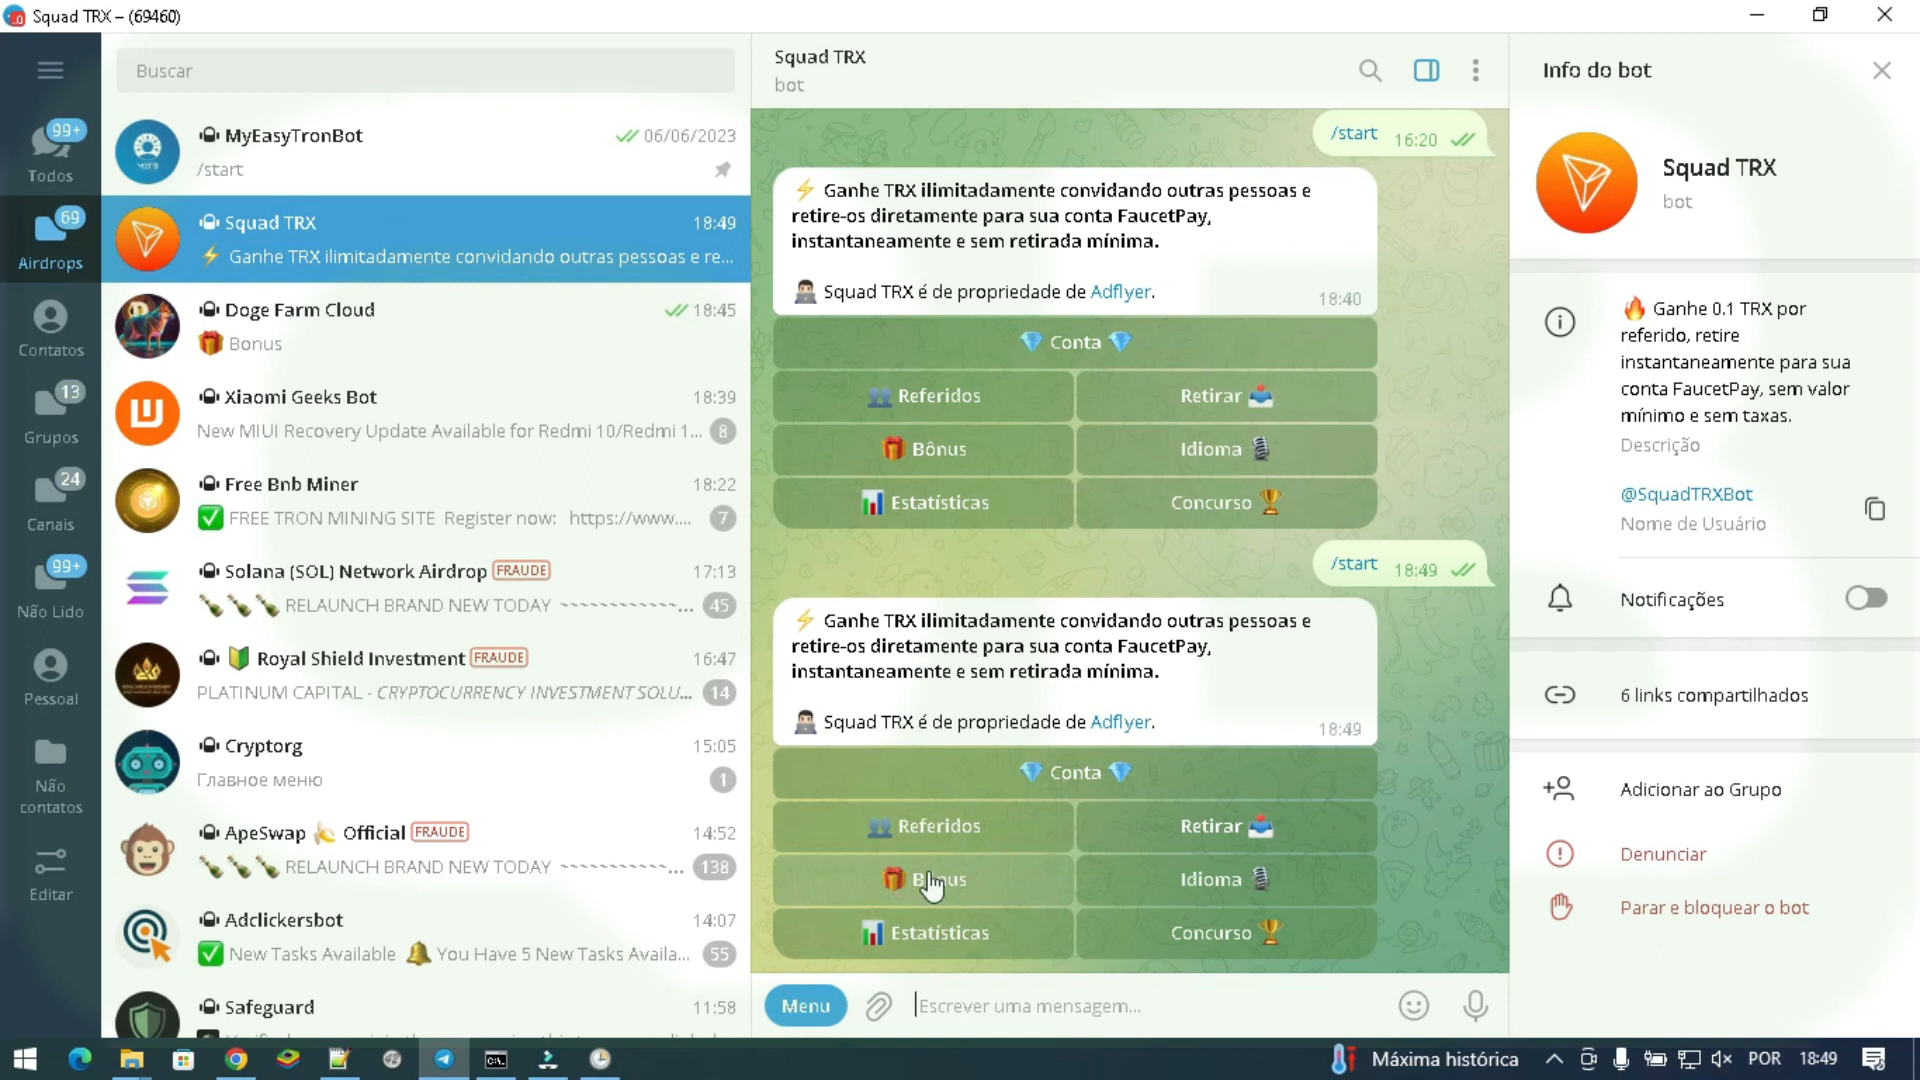 Squad TRX – (69460)
Buscar
99+
Todos
69
Airdrops
Contatos
13
Grupos
24
Canais
99+
Não Lido
Pessoal
Não
contatos
Editar
MyEasyTronBot
06/06/2023
/start
Squad TRX
18:49
Ganhe TRX ilimitadamente convidando outras pessoas e re...
Doge Farm Cloud
18:45
Bonus
Xiaomi Geeks Bot
18:39
New MIUI Recovery Update Available for Redmi 10/Redmi 1...
8
Free Bnb Miner
18:22
FREE TRON MINING SITE Register now: https://www....
7
Solana (SOL) Network Airdrop FRAUDE
17:13
RELAUNCH BRAND NEW TODAY ~~~~~~~~~~~~...
45
Royal Shield Investment FRAUDE
16:47
PLATINUM CAPITAL - CRYPTOCURRENCY INVESTMENT SOLU...
14
Cryptorg
15:05
Главное меню
1
ApeSwap Official FRAUDE
14:52
RELAUNCH BRAND NEW TODAY ~~~~~~~~~~~...
138
Adclickersbot
14:07
New Tasks Available You Have 5 New Tasks Availa...
55
Safeguard
11:58
Squad TRX
bot
/start 16:20
Ganhe TRX ilimitadamente convidando outras pessoas e
retire-os diretamente para sua conta FaucetPay,
instantaneamente e sem retirada mínima.
Squad TRX é de propriedade de Adflyer.
18:40
Conta
Referidos
Retirar
Bônus
Idioma
Estatísticas
Concurso
/start 18:49
Ganhe TRX ilimitadamente convidando outras pessoas e
retire-os diretamente para sua conta FaucetPay,
instantaneamente e sem retirada mínima.
Squad TRX é de propriedade de Adflyer.
18:49
Conta
Referidos
Retirar
Bônus
Idioma
Estatísticas
Concurso
Menu
Escrever uma mensagem...
Info do bot
Squad TRX
bot
Ganhe 0.1 TRX por
referido, retire
instantaneamente para sua
conta FaucetPay, sem valor
mínimo e sem taxas.
Descrição
@SquadTRXBot
Nome de Usuário
Notificações
6 links compartilhados
Adicionar ao Grupo
Denunciar
Parar e bloquear o bot
Máxima histórica
POR
18:49